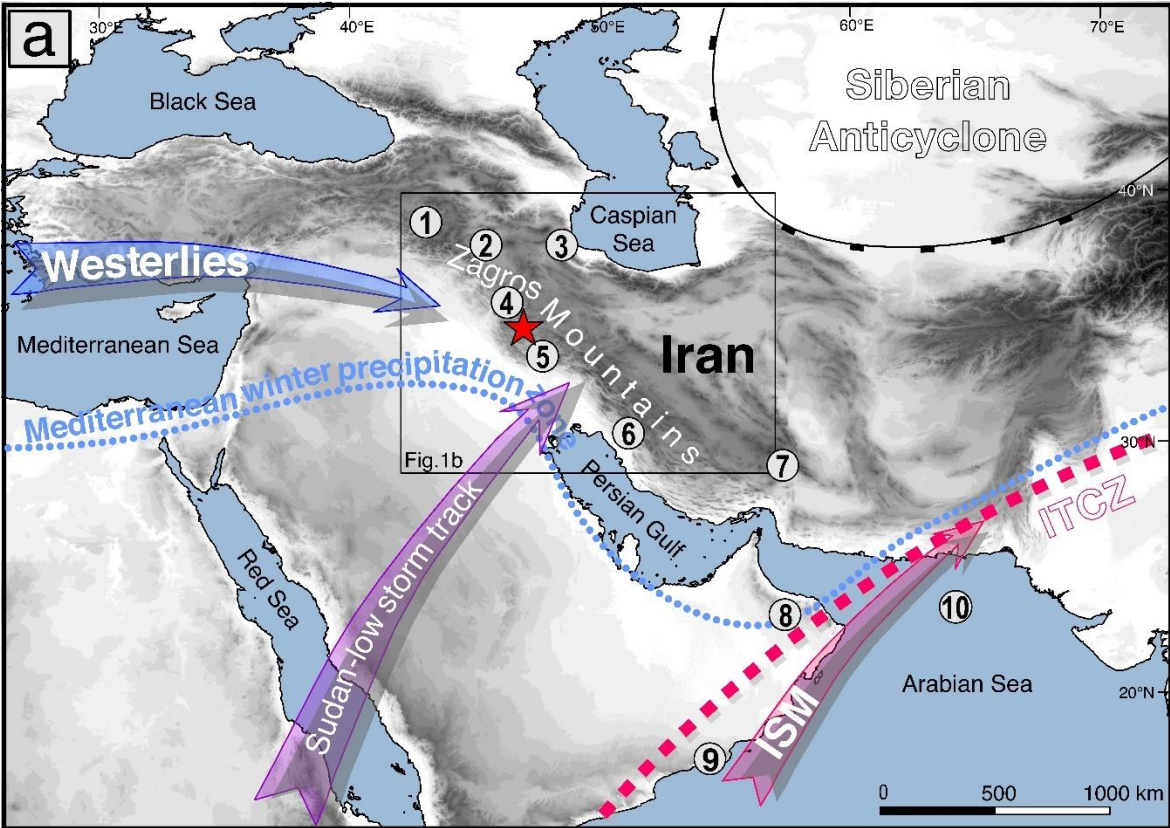 a
30°E
40°E
50°E
60°E
70°E
Black Sea
Siberian
Anticyclone
40°N
Caspian
Sea
1
2
3
Westerlies
Zagros Mountains
4
5
Iran
Mediterranean Sea
Mediterranean winter precipitation zone
6
7
30°N
Fig.1b
Persian Gulf
ITCZ
Red Sea
Sudan-low storm track
8
10
Arabian Sea
20°N
ISM
9
0
500
1000 km